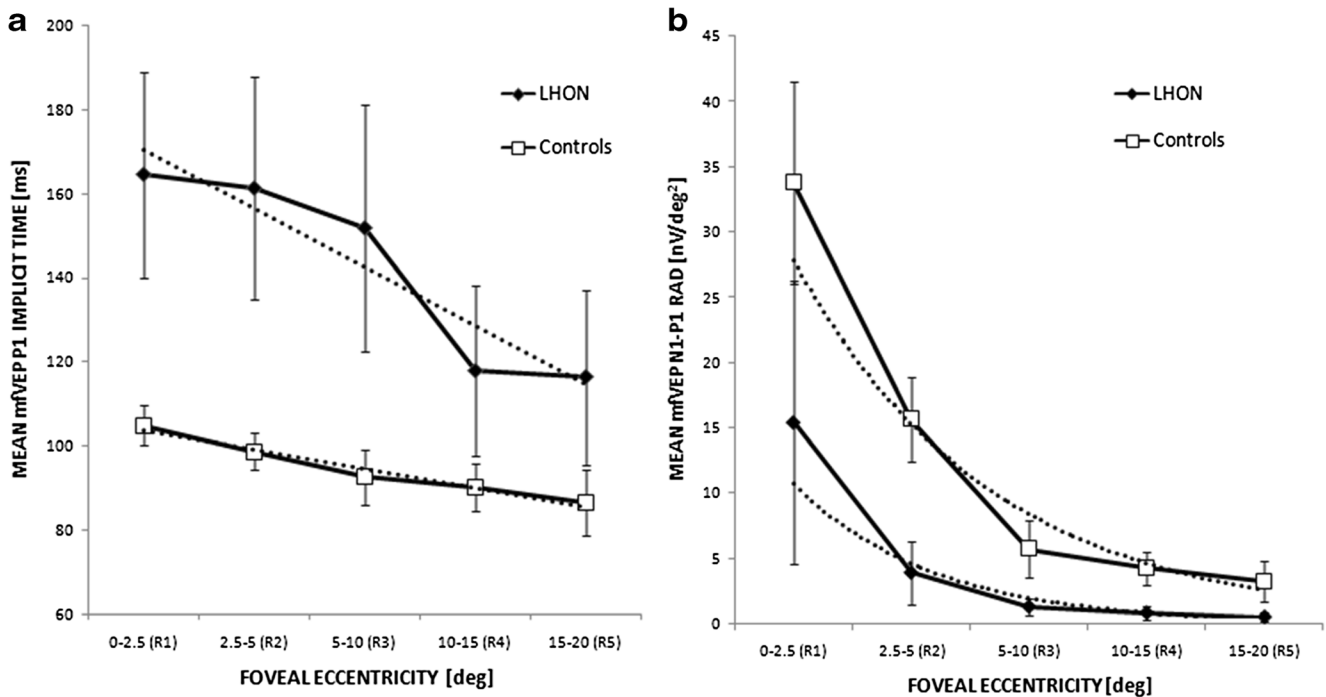 a
MEAN mfVEP P1 IMPLICIT TIME [ms]
200
180
160
140
120
100
80
60
LHON
Controls
0-2.5 (R1) 2.5-5 (R2) 5-10 (R3) 10-15 (R4) 15-20 (R5)
FOVEAL ECCENTRICITY [deg]
b
MEAN mfVEP N1-P1 RAD [nV/deg²]
45
40
35
30
25
20
15
10
5
0
LHON
Controls
0-2.5 (R1) 2.5-5 (R2) 5-10 (R3) 10-15 (R4) 15-20 (R5)
FOVEAL ECCENTRICITY [deg]